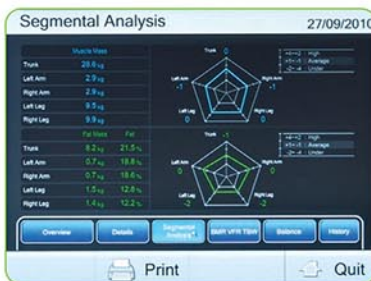 Segmental Analysis 27/09/2010
Muscle Mass
Trunk 28.6 kg
Left Arm 2.9 kg
Right Arm 2.9 kg
Left Leg 9.5 kg
Right Leg 9.9 kg
Trunk 0
Left Arm -1
Right Arm -1
Left Leg 0
Right Leg 0
High
Average
Under
Fat Mass Fat
Trunk 8.2 kg 21.5 %
Left Arm 0.7 kg 18.8 %
Right Arm 0.7 kg 18.6 %
Left Leg 1.5 kg 12.8 %
Right Leg 1.4 kg 12.2 %
Trunk -1
Left Arm 0
Right Arm 0
Left Leg -2
Right Leg -2
High
Average
Under
Overview Details Segmental Analysis BMR VFR TBW Balance History
Print Quit